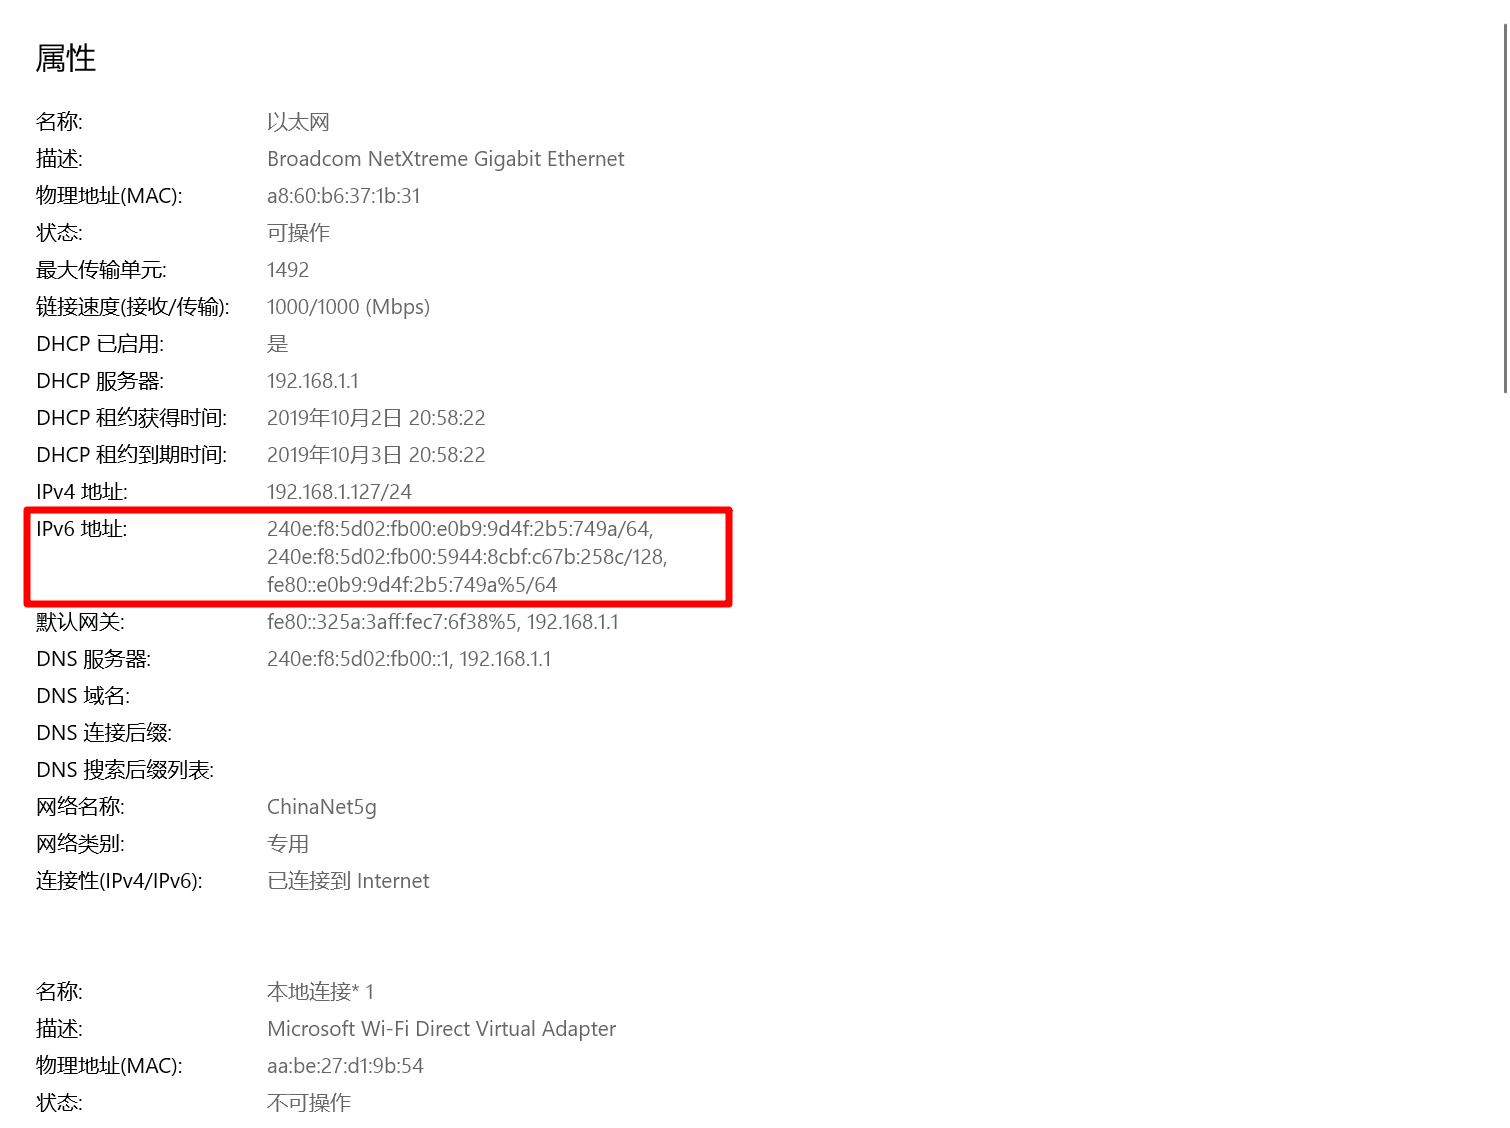 属性
名称: 以太网
描述: Broadcom NetXtreme Gigabit Ethernet
物理地址(MAC): a8:60:b6:37:1b:31
状态: 可操作
最大传输单元: 1492
链接速度(接收/传输): 1000/1000 (Mbps)
DHCP 已启用: 是
DHCP 服务器: 192.168.1.1
DHCP 租约获得时间: 2019年10月2日 20:58:22
DHCP 租约到期时间: 2019年10月3日 20:58:22
IPv4 地址: 192.168.1.127/24
IPv6 地址: 240e:f8:5d02:fb00:e0b9:9d4f:2b5:749a/64,
240e:f8:5d02:fb00:5944:8cbf:c67b:258c/128,
fe80::e0b9:9d4f:2b5:749a%5/64
默认网关: fe80::325a:3aff:fec7:6f38%5, 192.168.1.1
DNS 服务器: 240e:f8:5d02:fb00::1, 192.168.1.1
DNS 域名:
DNS 连接后缀:
DNS 搜索后缀列表:
网络名称: ChinaNet5g
网络类别: 专用
连接性(IPv4/IPv6): 已连接到 Internet
名称: 本地连接* 1
描述: Microsoft Wi-Fi Direct Virtual Adapter
物理地址(MAC): aa:be:27:d1:9b:54
状态: 不可操作